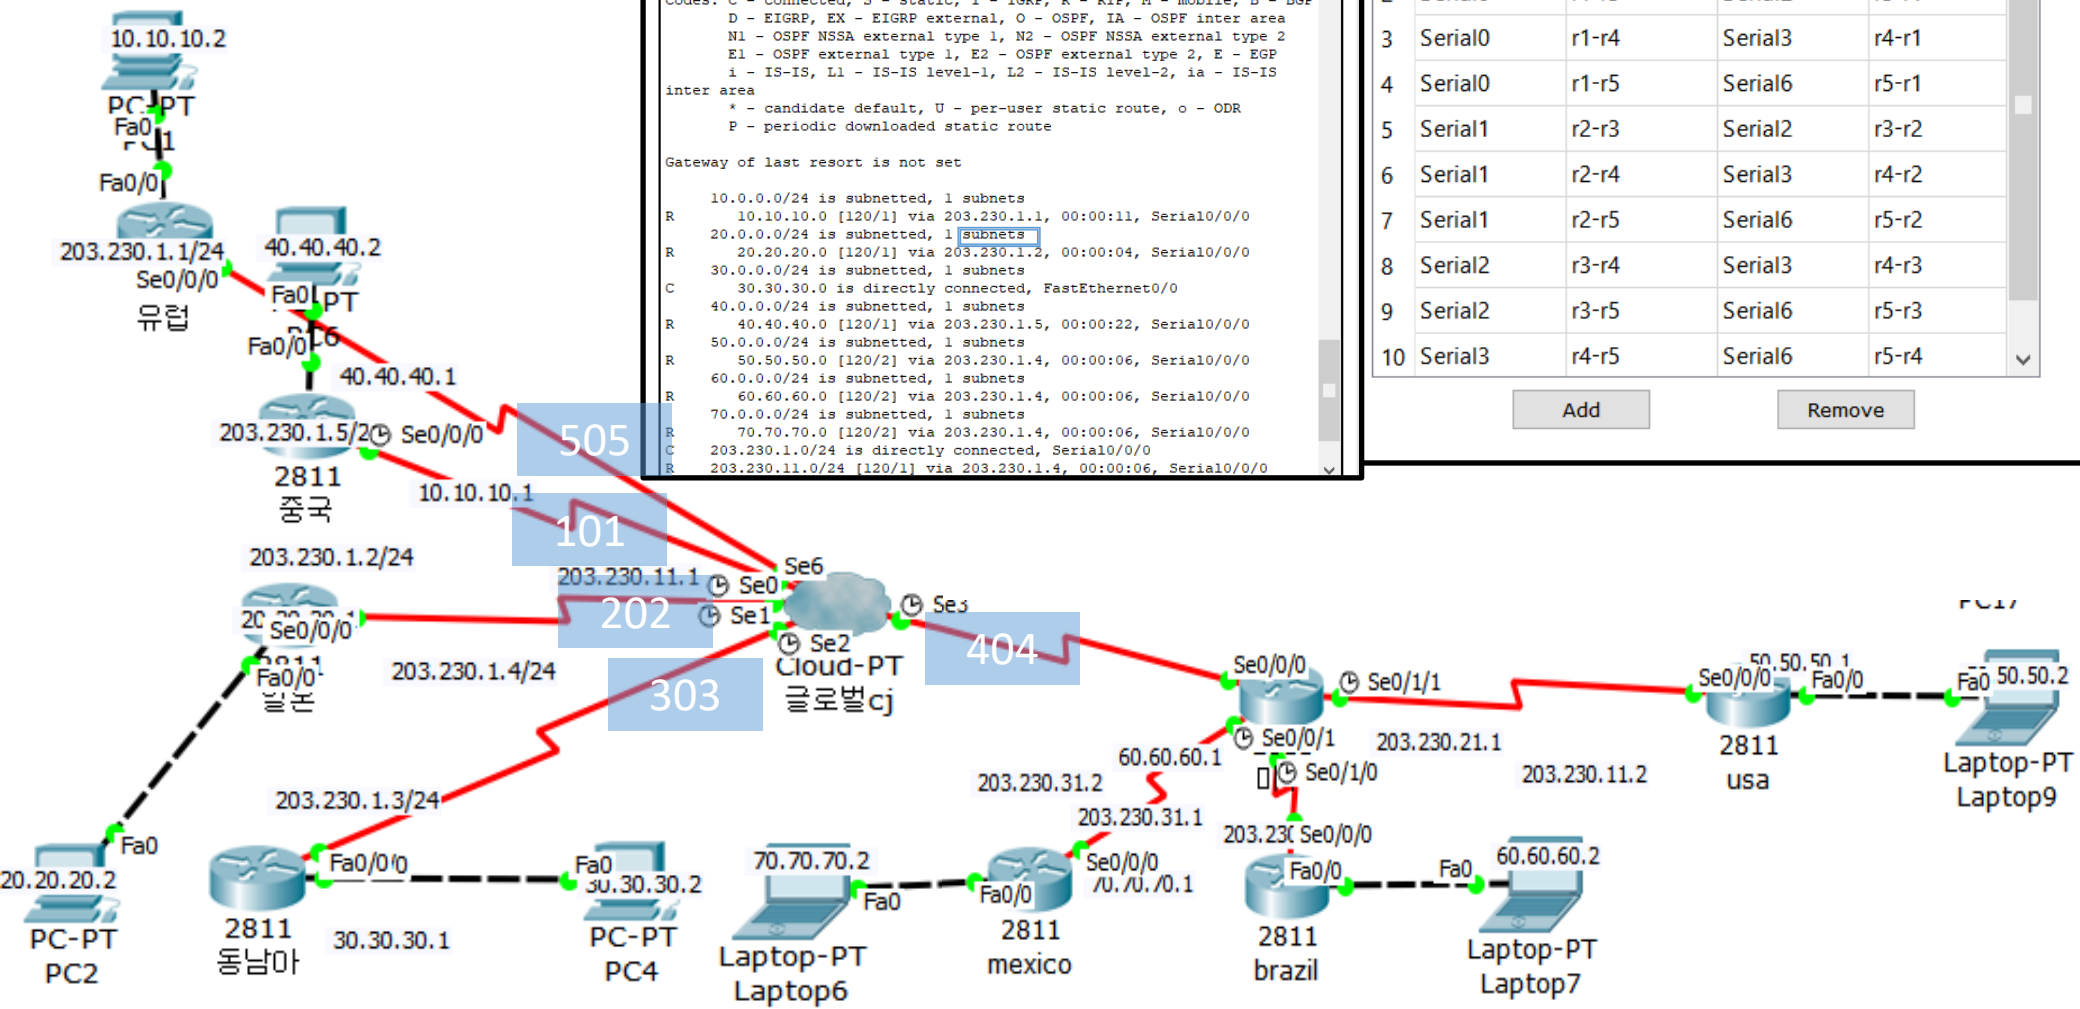 Codes: C - connected, S - static, I - IGRP, R - RIP, M - mobile, B - BGP
D - EIGRP, EX - EIGRP external, O - OSPF, IA - OSPF inter area
N1 - OSPF NSSA external type 1, N2 - OSPF NSSA external type 2
E1 - OSPF external type 1, E2 - OSPF external type 2, E - EGP
i - IS-IS, L1 - IS-IS level-1, L2 - IS-IS level-2, ia - IS-IS
inter area
* - candidate default, U - per-user static route, o - ODR
P - periodic downloaded static route
Gateway of last resort is not set
10.0.0.0/24 is subnetted, 1 subnets
R 10.10.10.0 [120/1] via 203.230.1.1, 00:00:11, Serial0/0/0
20.0.0.0/24 is subnetted, 1 subnets
R 20.20.20.0 [120/1] via 203.230.1.2, 00:00:04, Serial0/0/0
30.0.0.0/24 is subnetted, 1 subnets
C 30.30.30.0 is directly connected, FastEthernet0/0
40.0.0.0/24 is subnetted, 1 subnets
R 40.40.40.0 [120/1] via 203.230.1.5, 00:00:22, Serial0/0/0
50.0.0.0/24 is subnetted, 1 subnets
R 50.50.50.0 [120/2] via 203.230.1.4, 00:00:06, Serial0/0/0
60.0.0.0/24 is subnetted, 1 subnets
R 60.60.60.0 [120/2] via 203.230.1.4, 00:00:06, Serial0/0/0
70.0.0.0/24 is subnetted, 1 subnets
R 70.70.70.0 [120/2] via 203.230.1.4, 00:00:06, Serial0/0/0
C 203.230.1.0/24 is directly connected, Serial0/0/0
R 203.230.11.0/24 [120/1] via 203.230.1.4, 00:00:06, Serial0/0/0
3 Serial0 r1-r4 Serial3 r4-r1
4 Serial0 r1-r5 Serial6 r5-r1
5 Serial1 r2-r3 Serial2 r3-r2
6 Serial1 r2-r4 Serial3 r4-r2
7 Serial1 r2-r5 Serial6 r5-r2
8 Serial2 r3-r4 Serial3 r4-r3
9 Serial2 r3-r5 Serial6 r5-r3
10 Serial3 r4-r5 Serial6 r5-r4
Add Remove
10.10.10.2
PC-PT
Fa0
Fa0/0
203.230.1.1/24
Se0/0/0
유럽
40.40.40.2
Fa0
PT
Fa0/0
40.40.40.1
203.230.1.5/2
Se0/0/0
2811
중국
505
10.10.10.1
101
203.230.1.2/24
Se0/0/0
Fa0/0
203.230.11.1
202
Se6
Se0
Se1
Se2
Se3
Cloud-PT
글로벌cj
203.230.1.4/24
303
404
203.230.1.3/24
Fa0
20.20.20.2
PC-PT
PC2
Fa0/0
2811
동남아
30.30.30.1
Fa0
30.30.30.2
PC-PT
PC4
Se0/0/0
Se0/1/1
Se0/0/1
Se0/1/0
60.60.60.1
203.230.31.2
203.230.31.1
203.230.21.1
203.230.11.2
70.70.70.2
Fa0
Laptop-PT
Laptop6
Fa0/0
Se0/0/0
70.70.70.1
2811
mexico
Se0/0/0
Fa0/0
2811
brazil
Fa0
60.60.60.2
Laptop-PT
Laptop7
Se0/0/0
50.50.50.1
Fa0/0
2811
usa
Fa0
50.50.2
Laptop-PT
Laptop9
PC17